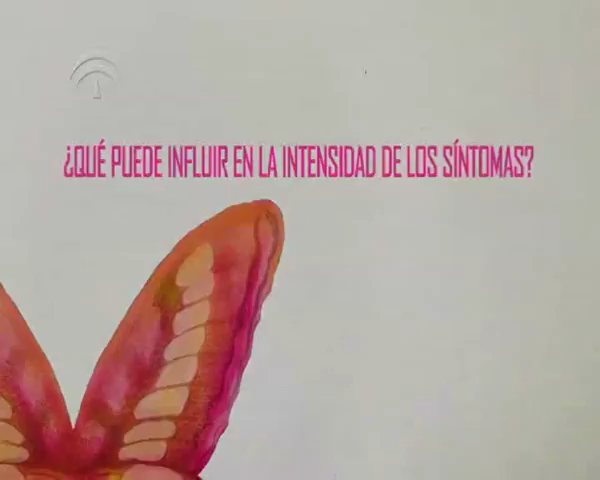 ¿QUÉ PUEDE INFLUIR EN LA INTENSIDAD DE LOS SÍNTOMAS?